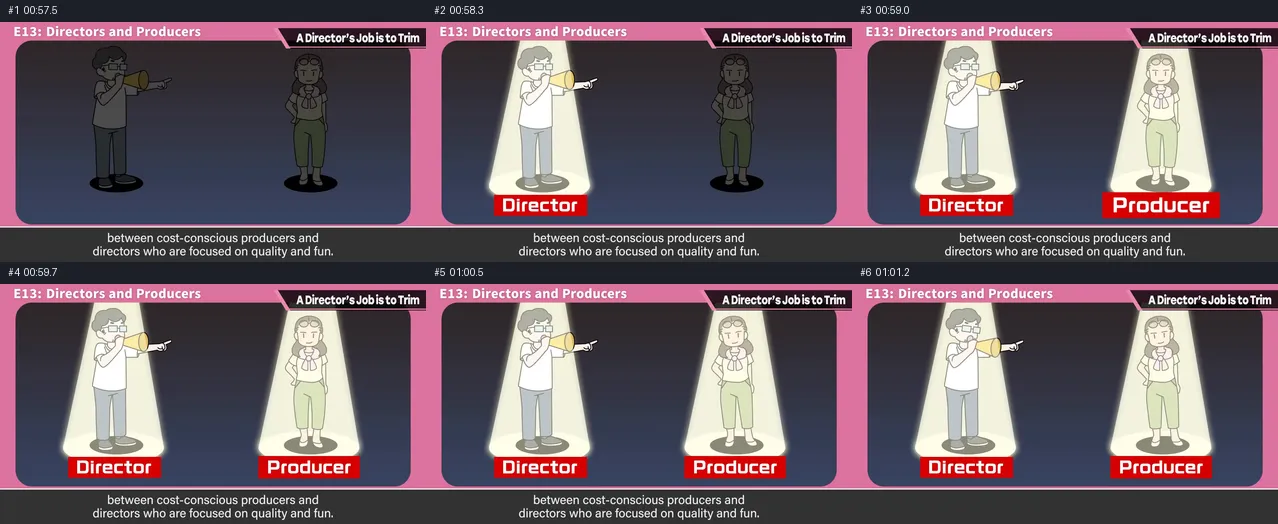 #1 00:57.5
E13: Directors and Producers
A Director's Job is to Trim
between cost-conscious producers and
directors who are focused on quality and fun.
#2 00:58.3
E13: Directors and Producers
A Director's Job is to Trim
Director
between cost-conscious producers and
directors who are focused on quality and fun.
#3 00:59.0
E13: Directors and Producers
A Director's Job is to Trim
Director
Producer
between cost-conscious producers and
directors who are focused on quality and fun.
#4 00:59.7
E13: Directors and Producers
A Director's Job is to Trim
Director
Producer
between cost-conscious producers and
directors who are focused on quality and fun.
#5 01:00.5
E13: Directors and Producers
A Director's Job is to Trim
Director
Producer
between cost-conscious producers and
directors who are focused on quality and fun.
#6 01:01.2
E13: Directors and Producers
A Director's Job is to Trim
Director
Producer